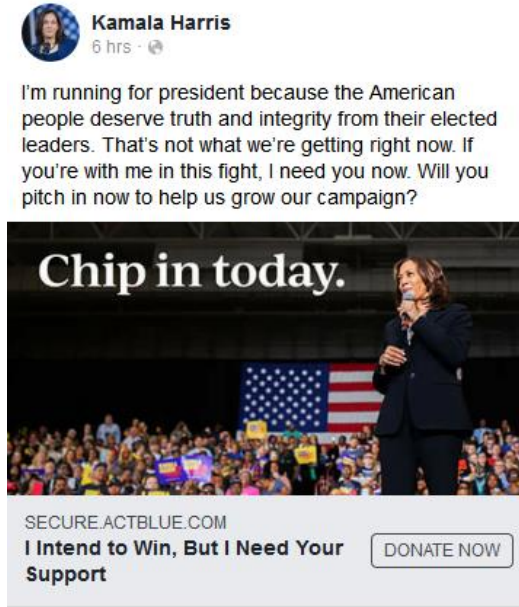 Kamala Harris
6 hrs ·
I'm running for president because the American
people deserve truth and integrity from their elected
leaders. That's not what we're getting right now. If
you're with me in this fight, I need you now. Will you
pitch in now to help us grow our campaign?
Chip in today.
SECURE.ACTBLUE.COM
I Intend to Win, But I Need Your
Support
DONATE NOW